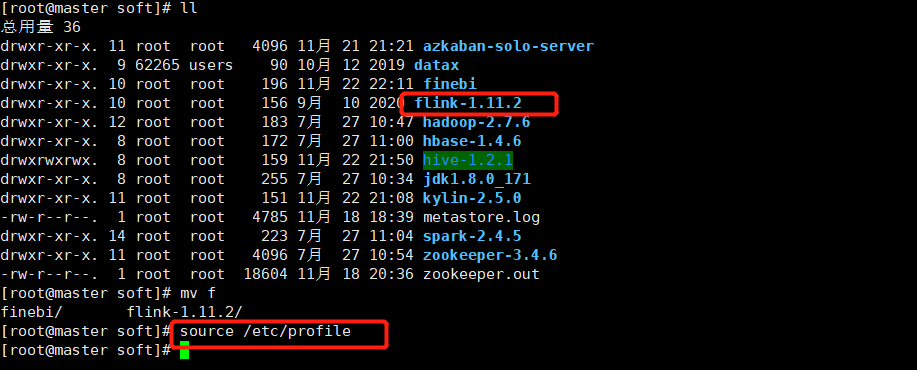 [root@master soft]# ll
总用量 36
drwxr-xr-x. 11 root  root   4096 11月 21 21:21 azkaban-solo-server
drwxr-xr-x.  9 62265 users    90 10月 12 2019 datax
drwxr-xr-x. 10 root  root    196 11月 22 22:11 finebi
drwxr-xr-x. 10 root  root    156 9月  10 2020 flink-1.11.2
drwxr-xr-x. 12 root  root    183 7月  27 10:47 hadoop-2.7.6
drwxr-xr-x.  8 root  root    172 7月  27 11:00 hbase-1.4.6
drwxrwxrwx.  8 root  root    159 11月 22 21:50 hive-1.2.1
drwxr-xr-x.  8 root  root    255 7月  27 10:34 jdk1.8.0_171
drwxr-xr-x. 11 root  root    151 11月 22 21:08 kylin-2.5.0
-rw-r--r--.  1 root  root   4785 11月 18 18:39 metastore.log
drwxr-xr-x. 14 root  root    223 7月  27 11:04 spark-2.4.5
drwxr-xr-x. 11 root  root   4096 7月  27 10:54 zookeeper-3.4.6
-rw-r--r--.  1 root  root  18604 11月 18 20:36 zookeeper.out
[root@master soft]# mv f
finebi/       flink-1.11.2/
[root@master soft]# source /etc/profile
[root@master soft]#